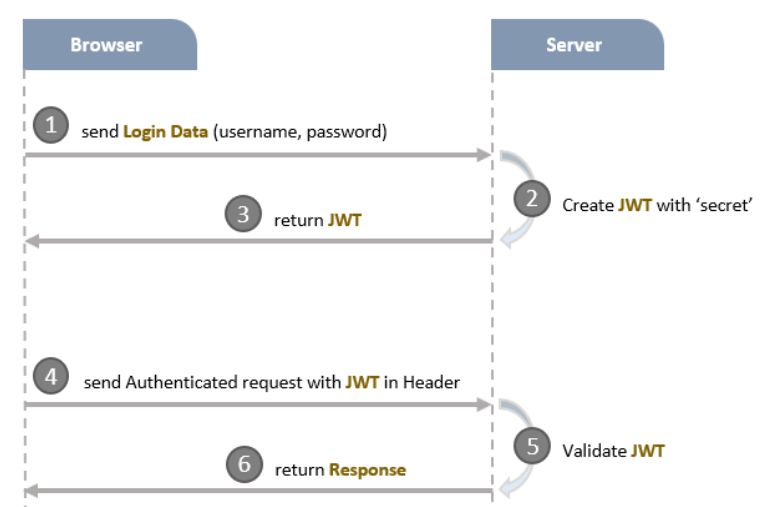 Browser
Server
1
send Login Data (username, password)
2
Create JWT with ‘secret’
3
return JWT
4
send Authenticated request with JWT in Header
5
Validate JWT
6
return Response